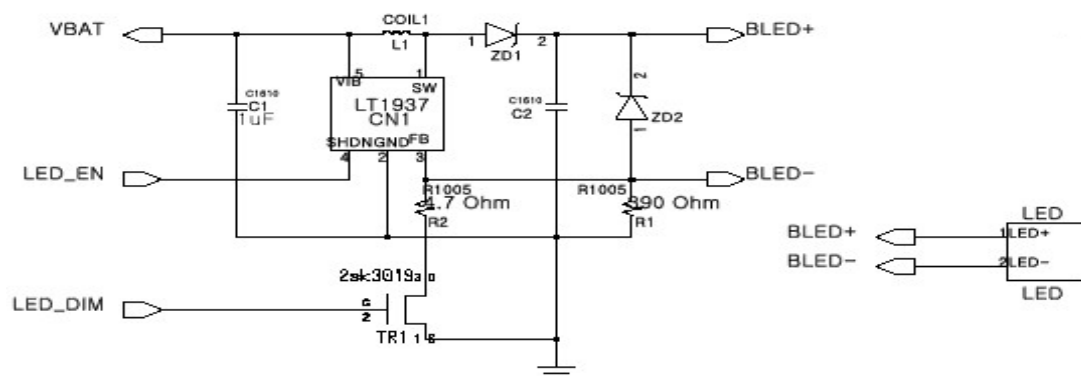 COIL1
VBAT
L1
1
2
ZD1
BLED+
5
1
VIB
SW
LT1937
CN1
SHDN
GND
FB
4
2
3
C1610
C1
1uF
C1610
C2
2
ZD2
1
LED_EN
BLED-
R1005
4.7 Ohm
R2
R1005
390 Ohm
R1
LED
BLED+
1
LED+
BLED-
2
LED-
LED
2sk3019
3
D
LED_DIM
G
2
TR1
1
S